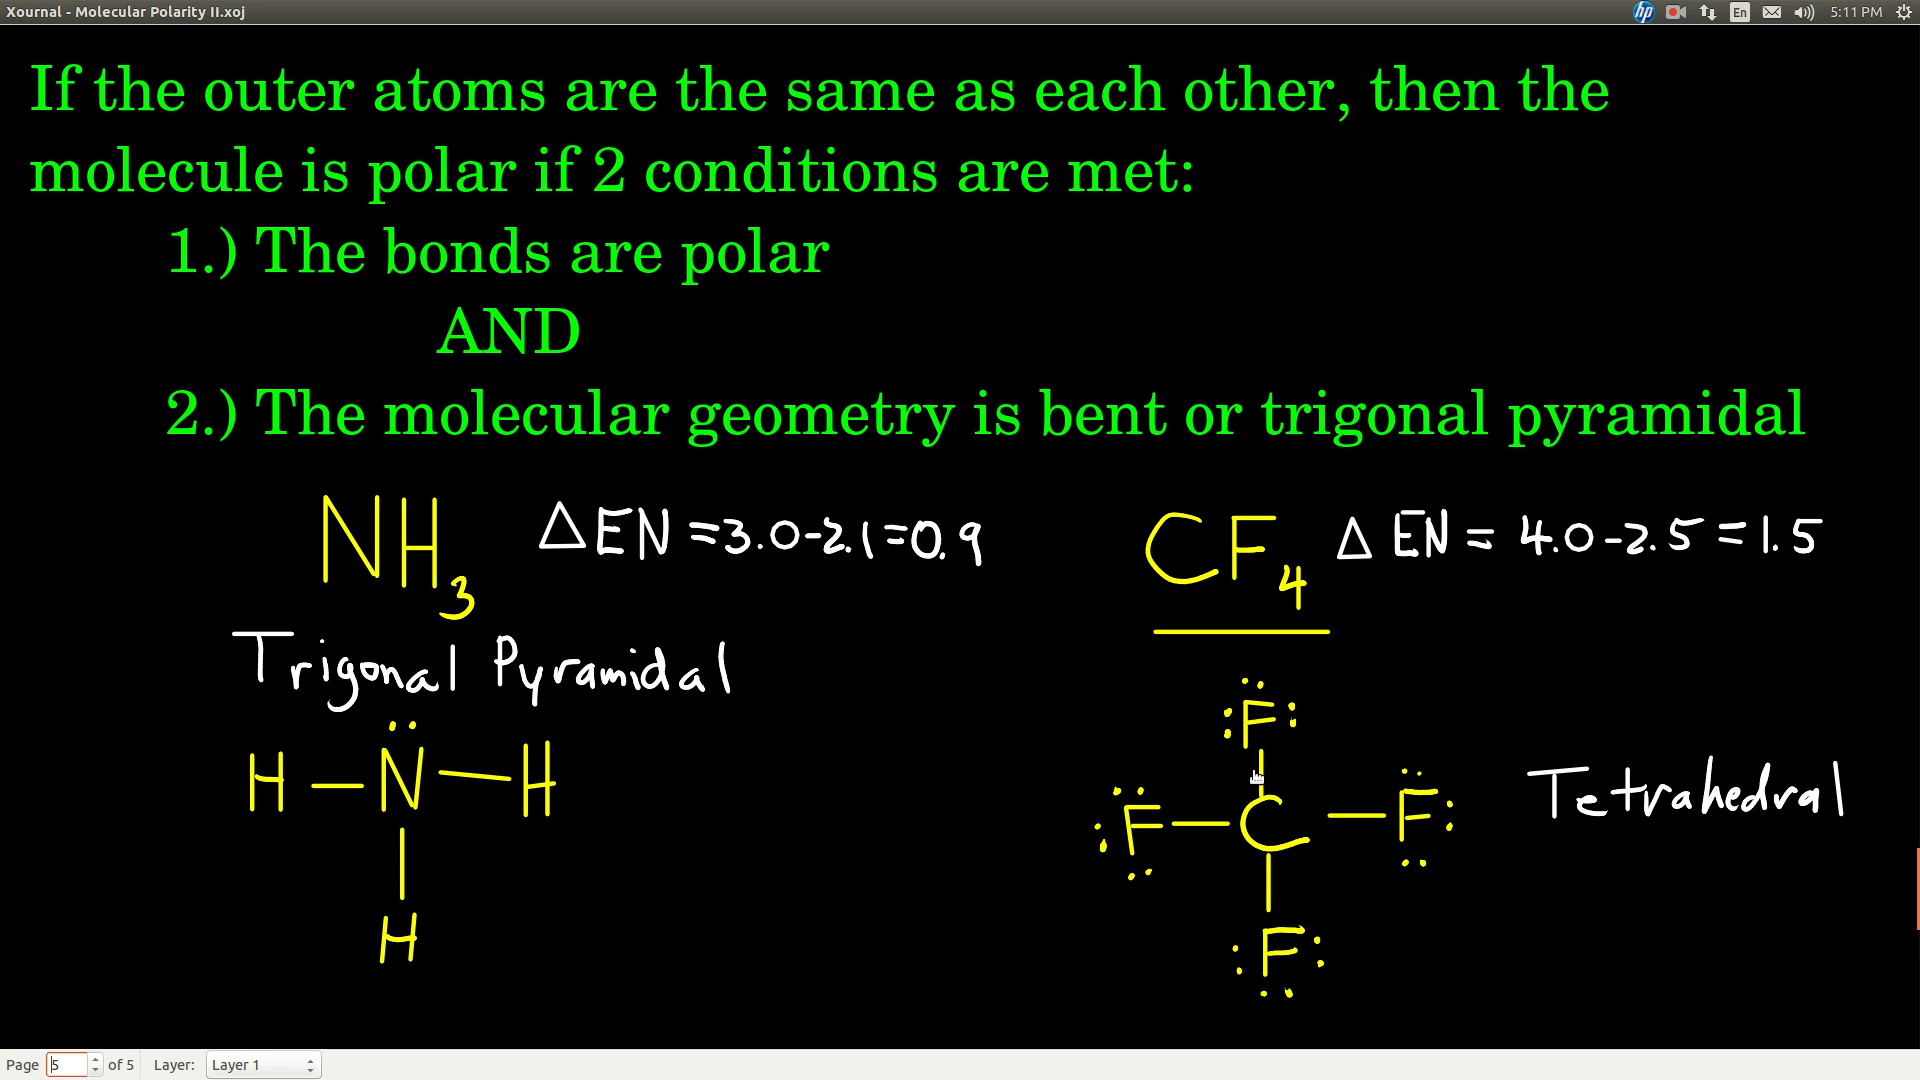 Xournal - Molecular Polarity II.xoj
hp En 5:11 PM
If the outer atoms are the same as each other, then the
molecule is polar if 2 conditions are met:
1.) The bonds are polar
AND
2.) The molecular geometry is bent or trigonal pyramidal
NH₃ ΔEN = 3.0-2.1 = 0.9
CF₄ Δ EN = 4.0-2.5 = 1.5
Trigonal Pyramidal
H — N — H
H
F
F — C — F
F
Tetrahedral
Page 5 of 5 Layer: Layer 1